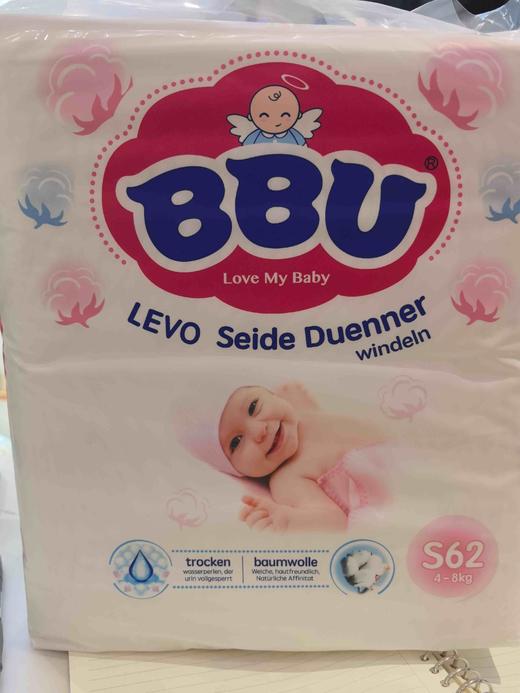 BBU®
Love My Baby
LEVO Seide Duenner
windeln
trocken
wasserperlen, der
urin vollgesperrt
baumwolle
Weiche, hautfreundlich,
Natürliche Affinitat
S62
4-8kg